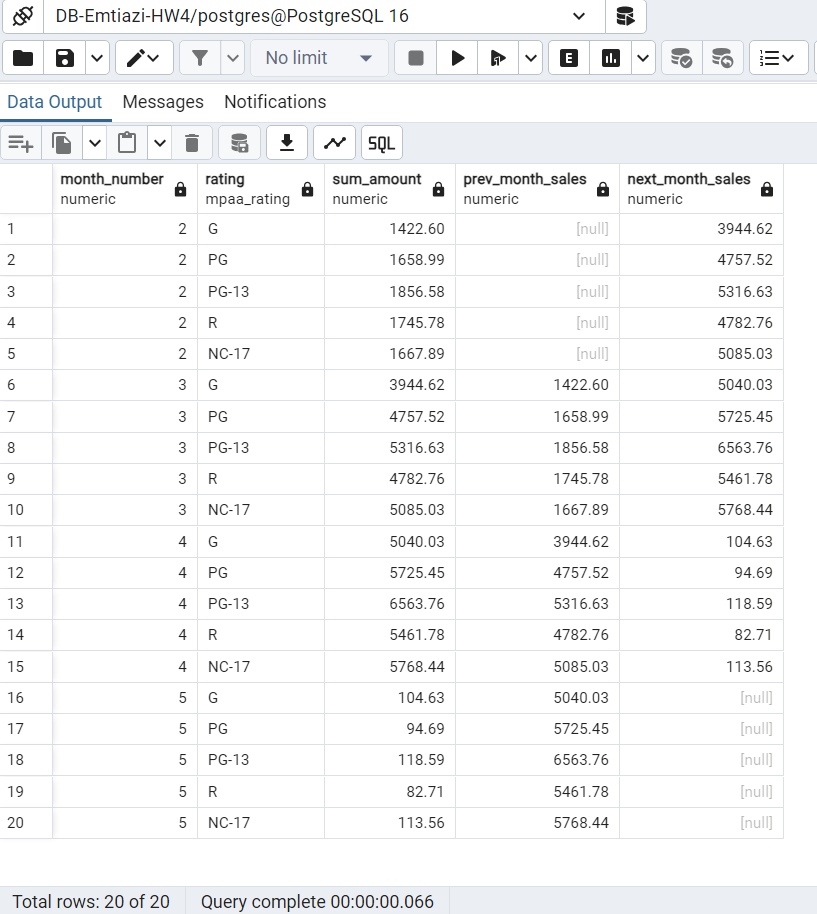 DB-Emtiazi-HW4/postgres@PostgreSQL 16
No limit E
Data Output Messages Notifications
SQL
month_number rating sum_amount prev_month_sales next_month_sales
numeric mpaa_rating numeric numeric numeric
1 2 G 1422.60 [null] 3944.62
2 2 PG 1658.99 [null] 4757.52
3 2 PG-13 1856.58 [null] 5316.63
4 2 R 1745.78 [null] 4782.76
5 2 NC-17 1667.89 [null] 5085.03
6 3 G 3944.62 1422.60 5040.03
7 3 PG 4757.52 1658.99 5725.45
8 3 PG-13 5316.63 1856.58 6563.76
9 3 R 4782.76 1745.78 5461.78
10 3 NC-17 5085.03 1667.89 5768.44
11 4 G 5040.03 3944.62 104.63
12 4 PG 5725.45 4757.52 94.69
13 4 PG-13 6563.76 5316.63 118.59
14 4 R 5461.78 4782.76 82.71
15 4 NC-17 5768.44 5085.03 113.56
16 5 G 104.63 5040.03 [null]
17 5 PG 94.69 5725.45 [null]
18 5 PG-13 118.59 6563.76 [null]
19 5 R 82.71 5461.78 [null]
20 5 NC-17 113.56 5768.44 [null]
Total rows: 20 of 20 Query complete 00:00:00.066